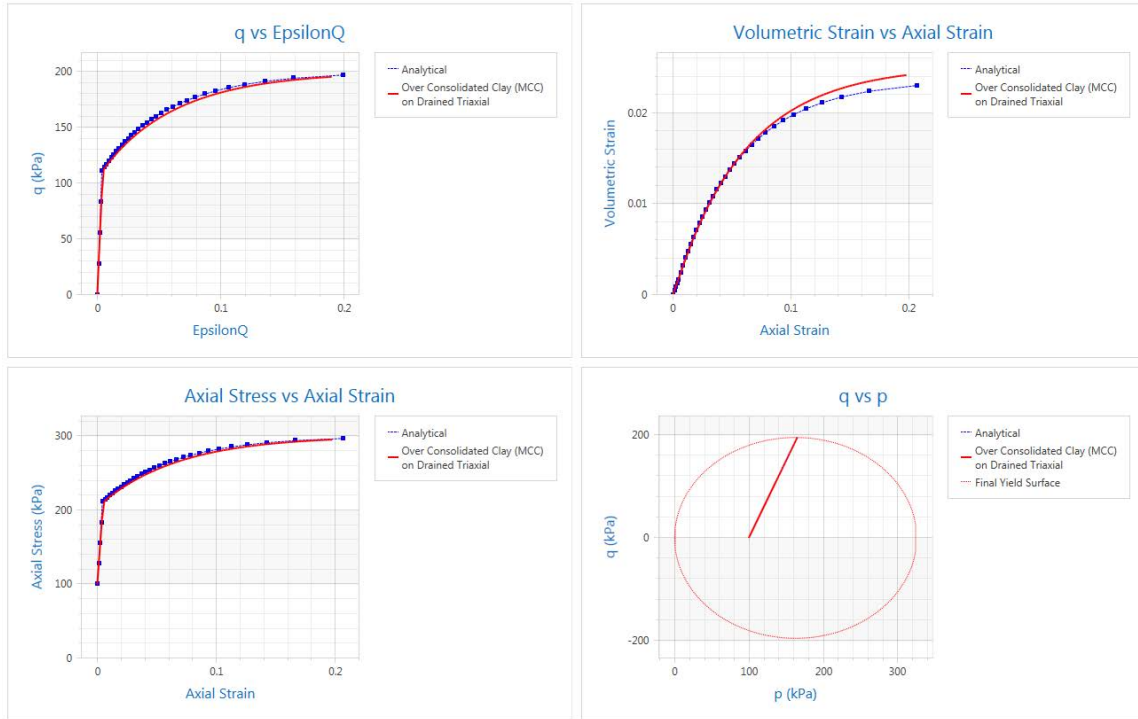 q vs EpsilonQ
q (kPa)
200
150
100
50
0
0
0.1
0.2
EpsilonQ
Analytical
Over Consolidated Clay (MCC)
on Drained Triaxial
Volumetric Strain vs Axial Strain
Volumetric Strain
0.02
0.01
0
0
0.1
0.2
Axial Strain
Analytical
Over Consolidated Clay (MCC)
on Drained Triaxial
Axial Stress vs Axial Strain
Axial Stress (kPa)
300
200
100
0
0
0.1
0.2
Axial Strain
Analytical
Over Consolidated Clay (MCC)
on Drained Triaxial
q vs p
q (kPa)
200
0
-200
0
100
200
300
p (kPa)
Analytical
Over Consolidated Clay (MCC)
on Drained Triaxial
Final Yield Surface